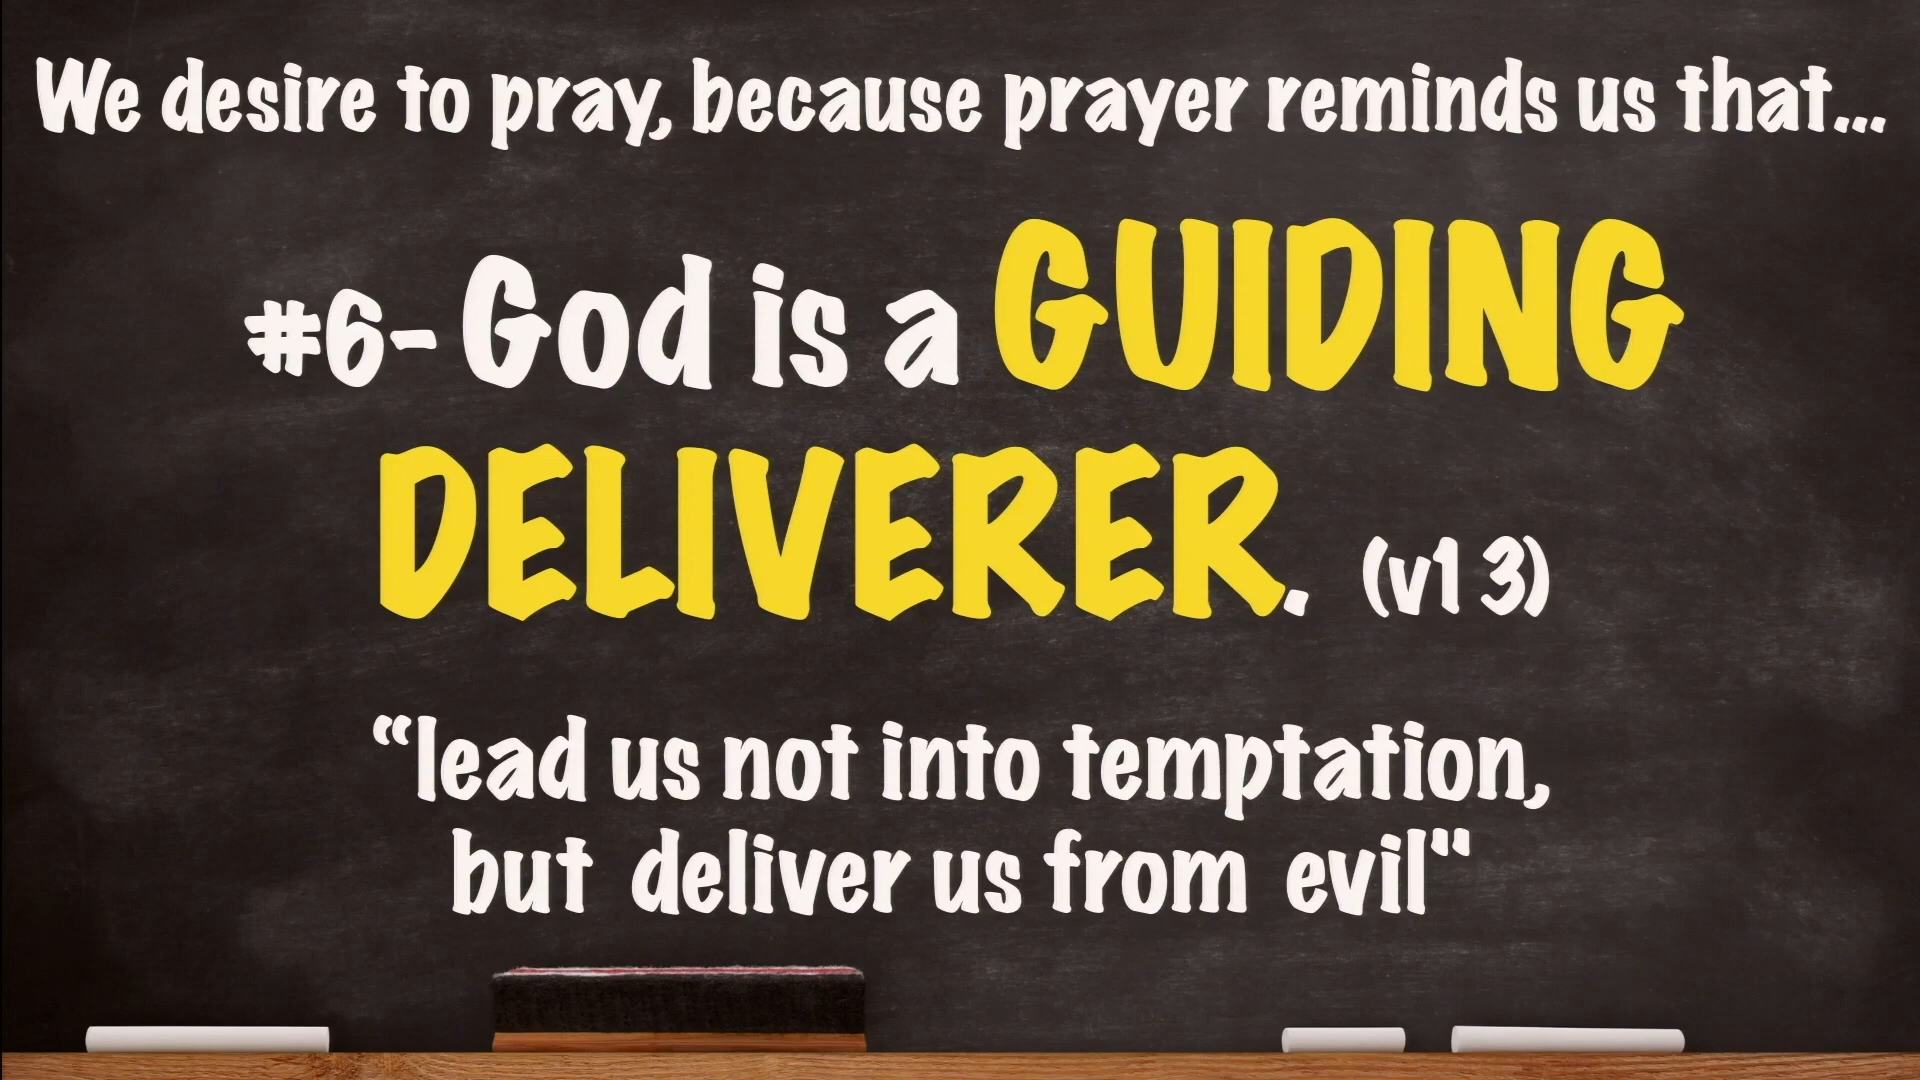 We desire to pray, because prayer reminds us that...
#6- God is a GUIDING
DELIVERER. (v13)
“lead us not into temptation,
but deliver us from evil“